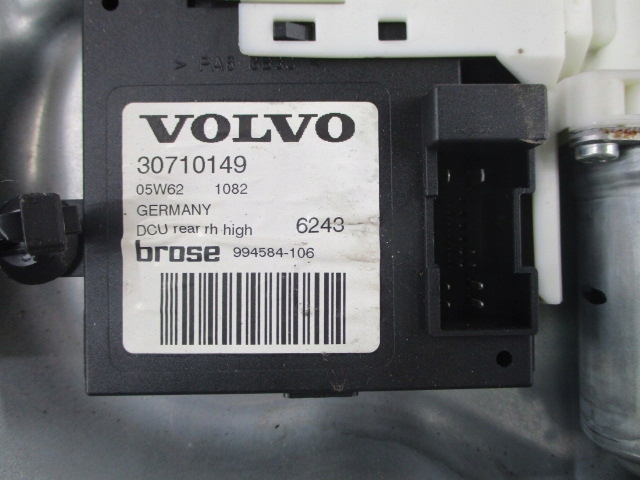 VOLVO
30710149
05W62 1082
GERMANY
DCU rear rh high 6243
brose 994584-106